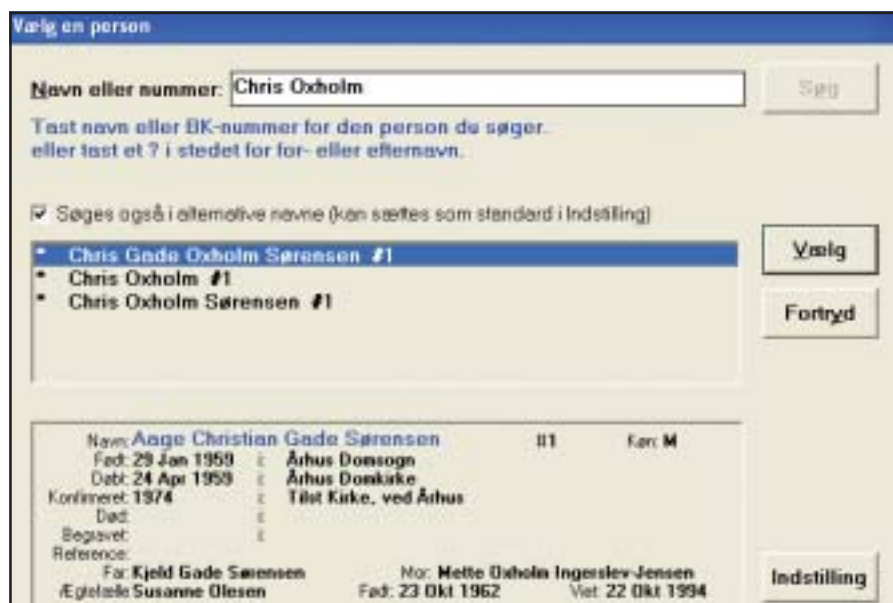 Vælg en person
Navn eller nummer: Chris Oxholm
Søg
Tast navn eller BK-nummer for den person du søger.
eller tast et ? i stedet for for- eller efternavn.
Søges også i alternative navne (kan sættes som standard i Indstilling)
* Chris Gade Oxholm Sørensen #1
* Chris Oxholm #1
* Chris Oxholm Sørensen #1
Vælg
Fortryd
Navn: Aage Christian Gade Sørensen #1 Køn: M
Født: 29 Jan 1959 i: Århus Domsogn
Døbt: 24 Apr 1959 i: Århus Domkirke
Konfirmeret: 1974 i: Tilst Kirke, ved Århus
Død: i:
Begravet: i:
Reference:
Far: Kjeld Gade Sørensen Mor: Mette Oxholm Ingerslev-Jensen
Ægtefælle Susanne Olesen Født: 23 Okt 1962 Viet: 22 Okt 1994
Indstilling